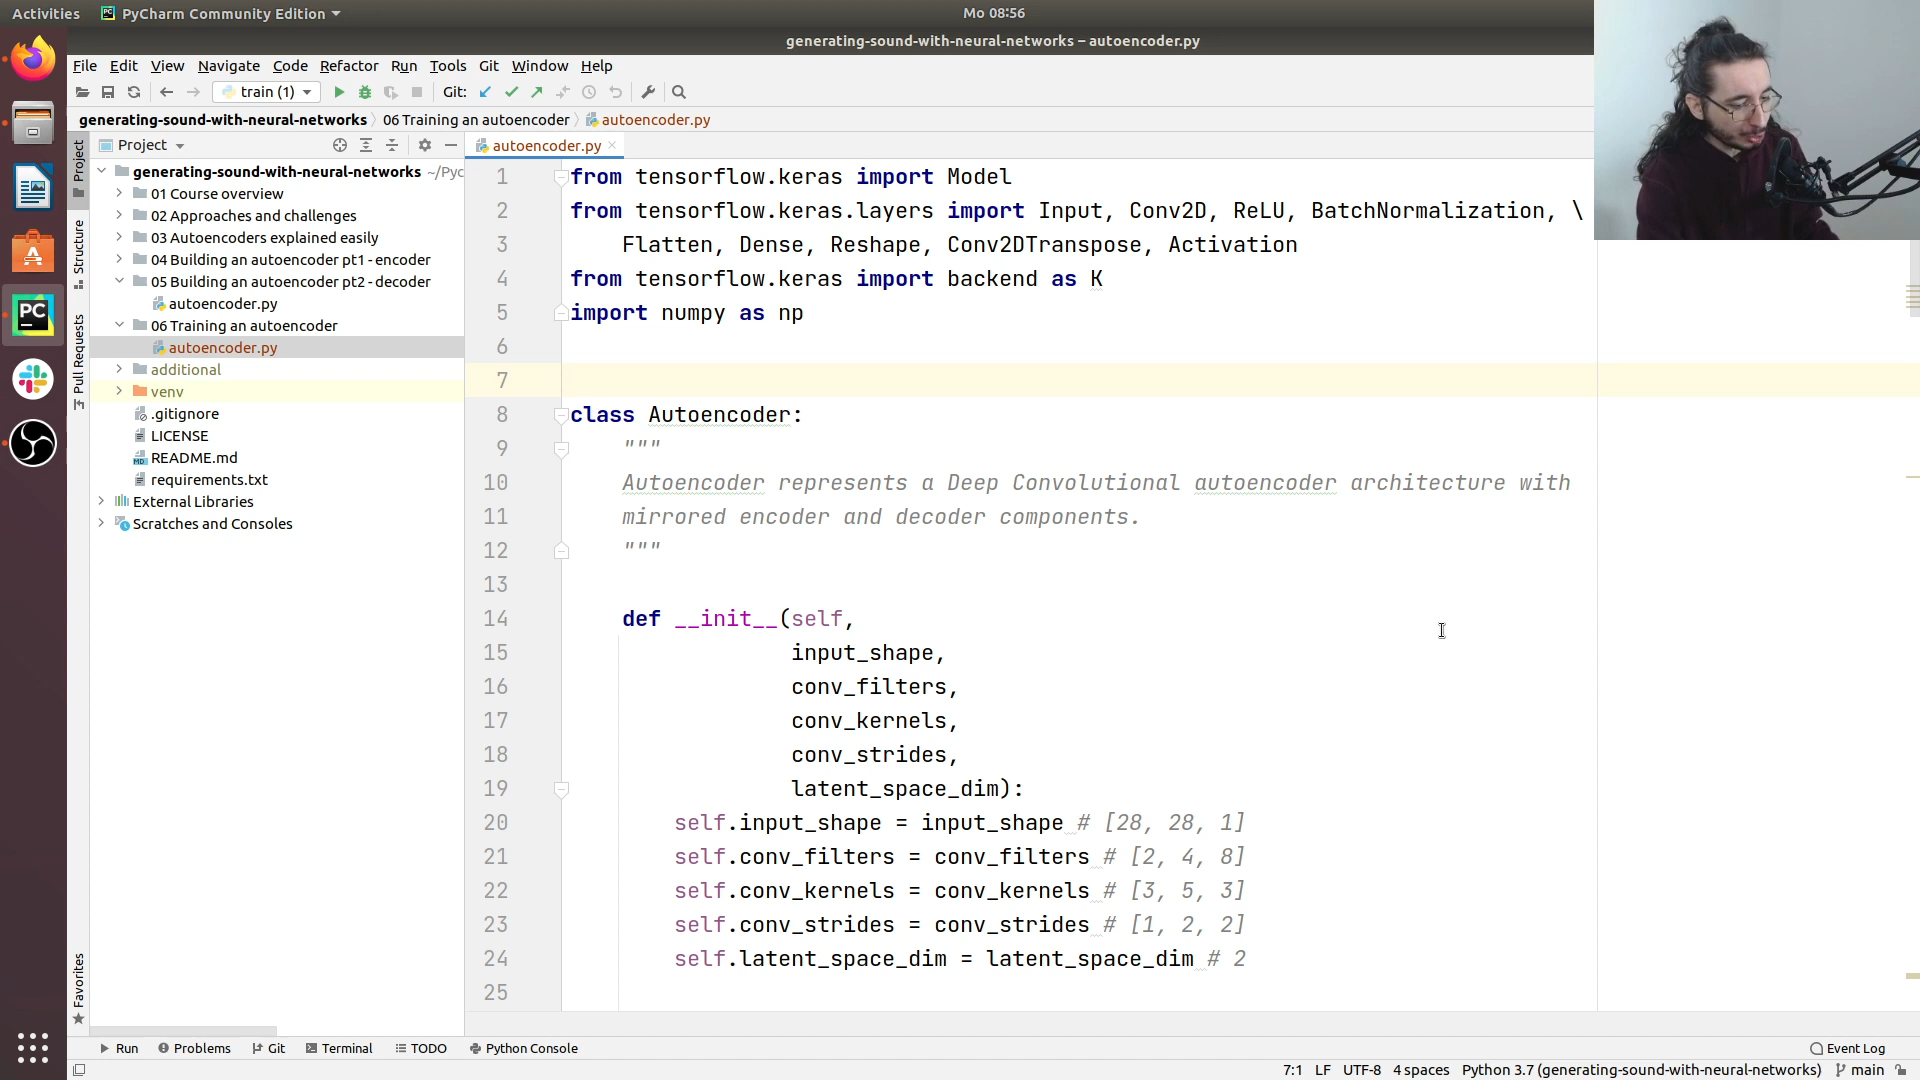 Activities PyCharm Community Edition Mo 08:56
generating-sound-with-neural-networks – autoencoder.py
File Edit View Navigate Code Refactor Run Tools Git Window Help
train (1) Git:
generating-sound-with-neural-networks 06 Training an autoencoder autoencoder.py
Project
autoencoder.py
Project
Structure
Pull Requests
Favorites
generating-sound-with-neural-networks ~/Pyc
01 Course overview
02 Approaches and challenges
03 Autoencoders explained easily
04 Building an autoencoder pt1 - encoder
05 Building an autoencoder pt2 - decoder
autoencoder.py
06 Training an autoencoder
autoencoder.py
additional
venv
.gitignore
LICENSE
README.md
requirements.txt
External Libraries
Scratches and Consoles
1 from tensorflow.keras import Model
2 from tensorflow.keras.layers import Input, Conv2D, ReLU, BatchNormalization, \
3 Flatten, Dense, Reshape, Conv2DTranspose, Activation
4 from tensorflow.keras import backend as K
5 import numpy as np
6
7
8 class Autoencoder:
9 """
10 Autoencoder represents a Deep Convolutional autoencoder architecture with
11 mirrored encoder and decoder components.
12 """
13
14 def __init__(self,
15 input_shape,
16 conv_filters,
17 conv_kernels,
18 conv_strides,
19 latent_space_dim):
20 self.input_shape = input_shape # [28, 28, 1]
21 self.conv_filters = conv_filters # [2, 4, 8]
22 self.conv_kernels = conv_kernels # [3, 5, 3]
23 self.conv_strides = conv_strides # [1, 2, 2]
24 self.latent_space_dim = latent_space_dim # 2
25
Run Problems Git Terminal TODO Python Console Event Log
7:1 LF UTF-8 4 spaces Python 3.7 (generating-sound-with-neural-networks) main